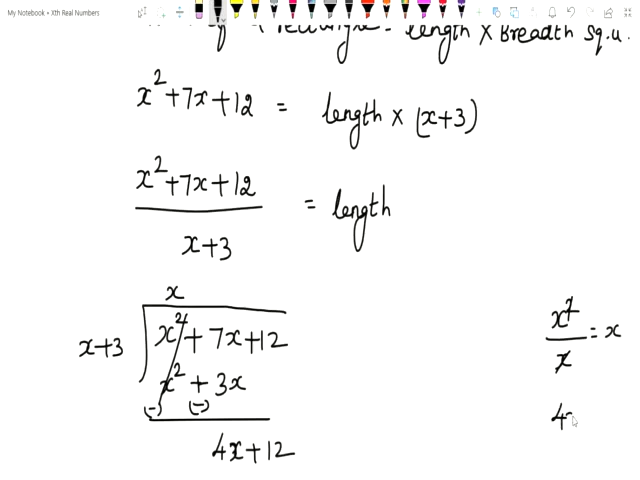 My Notebook • Xth Real Numbers
rectangle = length × Breadth Sq.u.
x² + 7x + 12 = length × (x+3)
x² + 7x + 12
= length
x+3
x
x+3 x² + 7x + 12
x² + 3x
(-) (-)
4x + 12
x²
= x
x
4